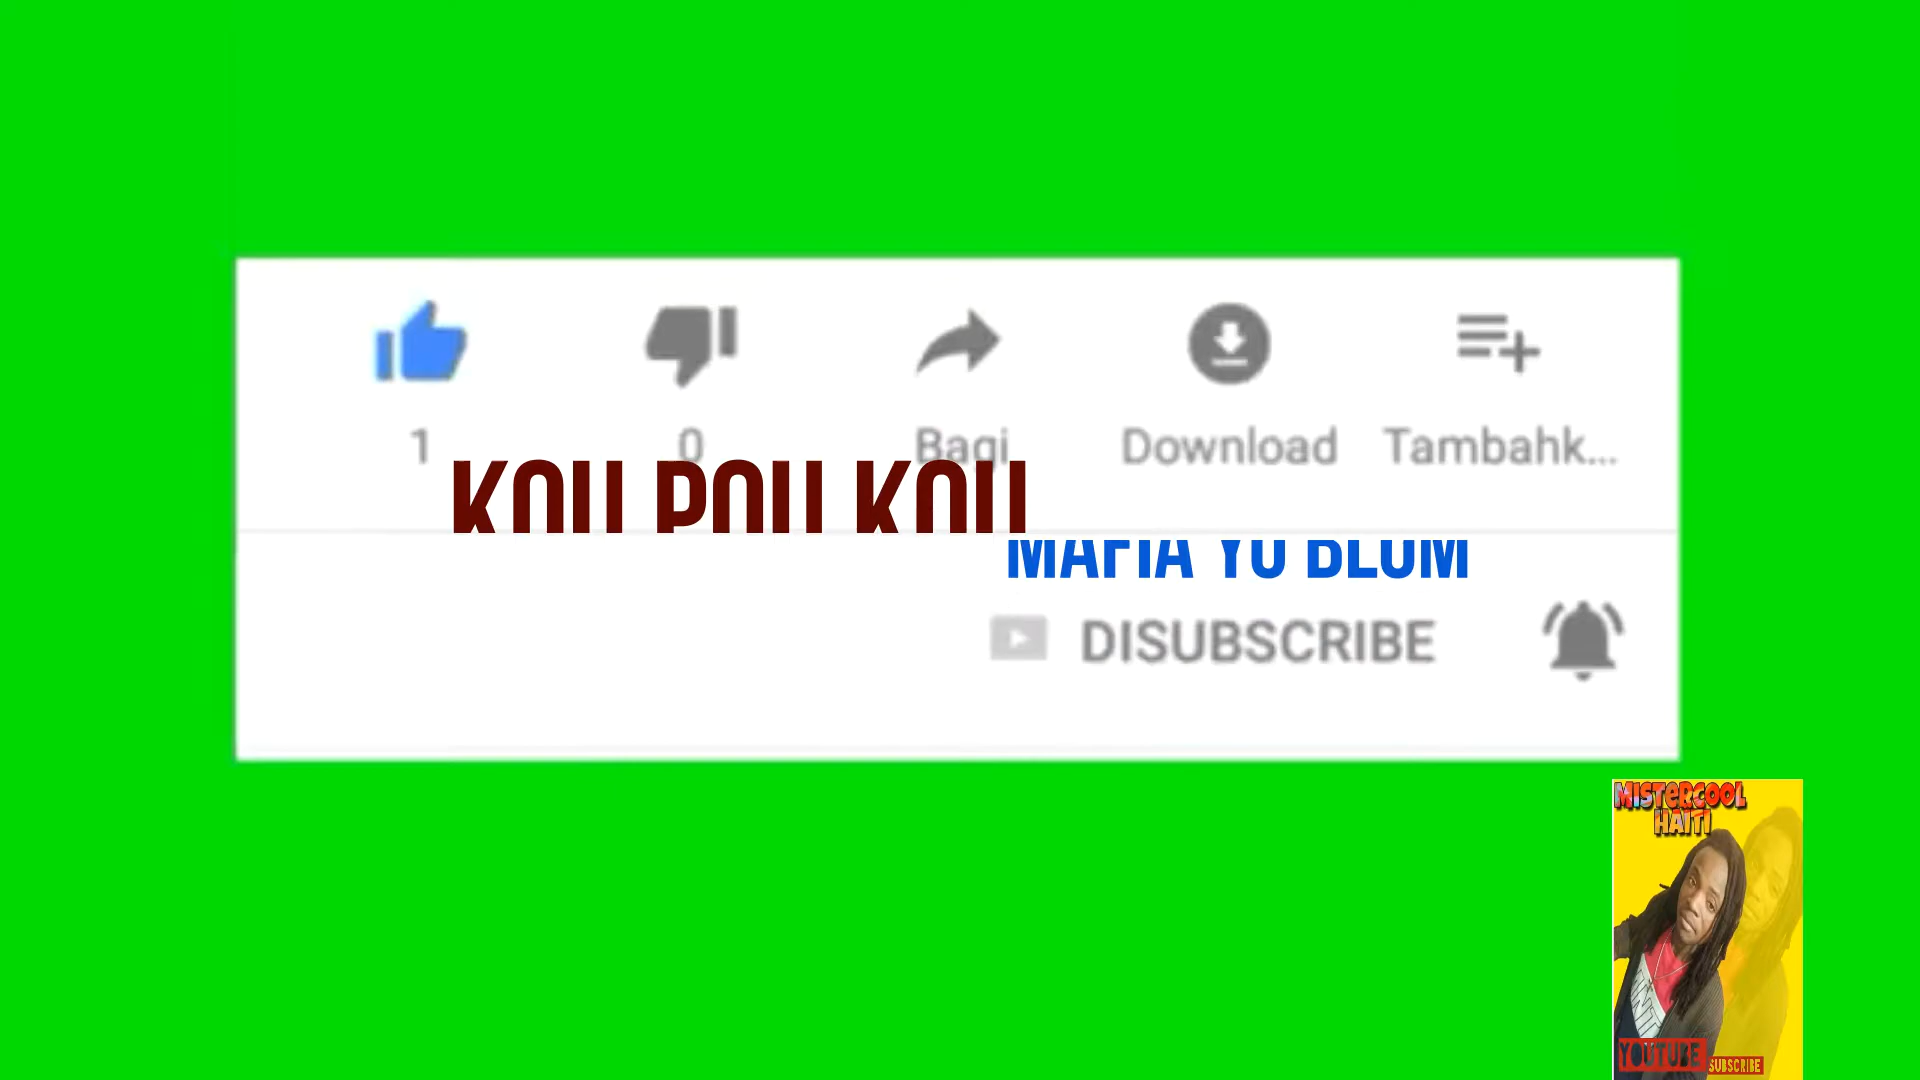 1 0 Bagi Download Tambahk...
KOU POU KOU
MAFIA YO BLOM
DISUBSCRIBE
MISTERCOOL
HAITI
YOUTUBE SUBSCRIBE